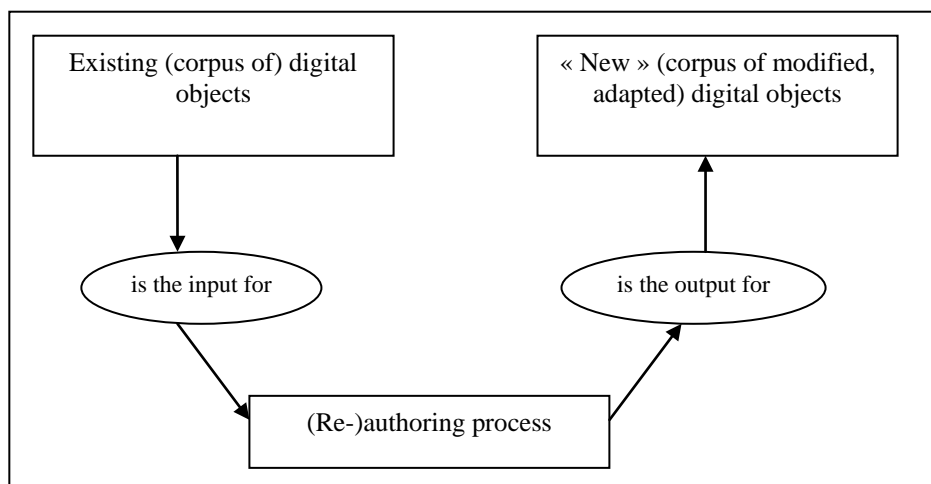 Existing (corpus of) digital
objects
« New » (corpus of modified,
adapted) digital objects
is the input for
is the output for
(Re-)authoring process